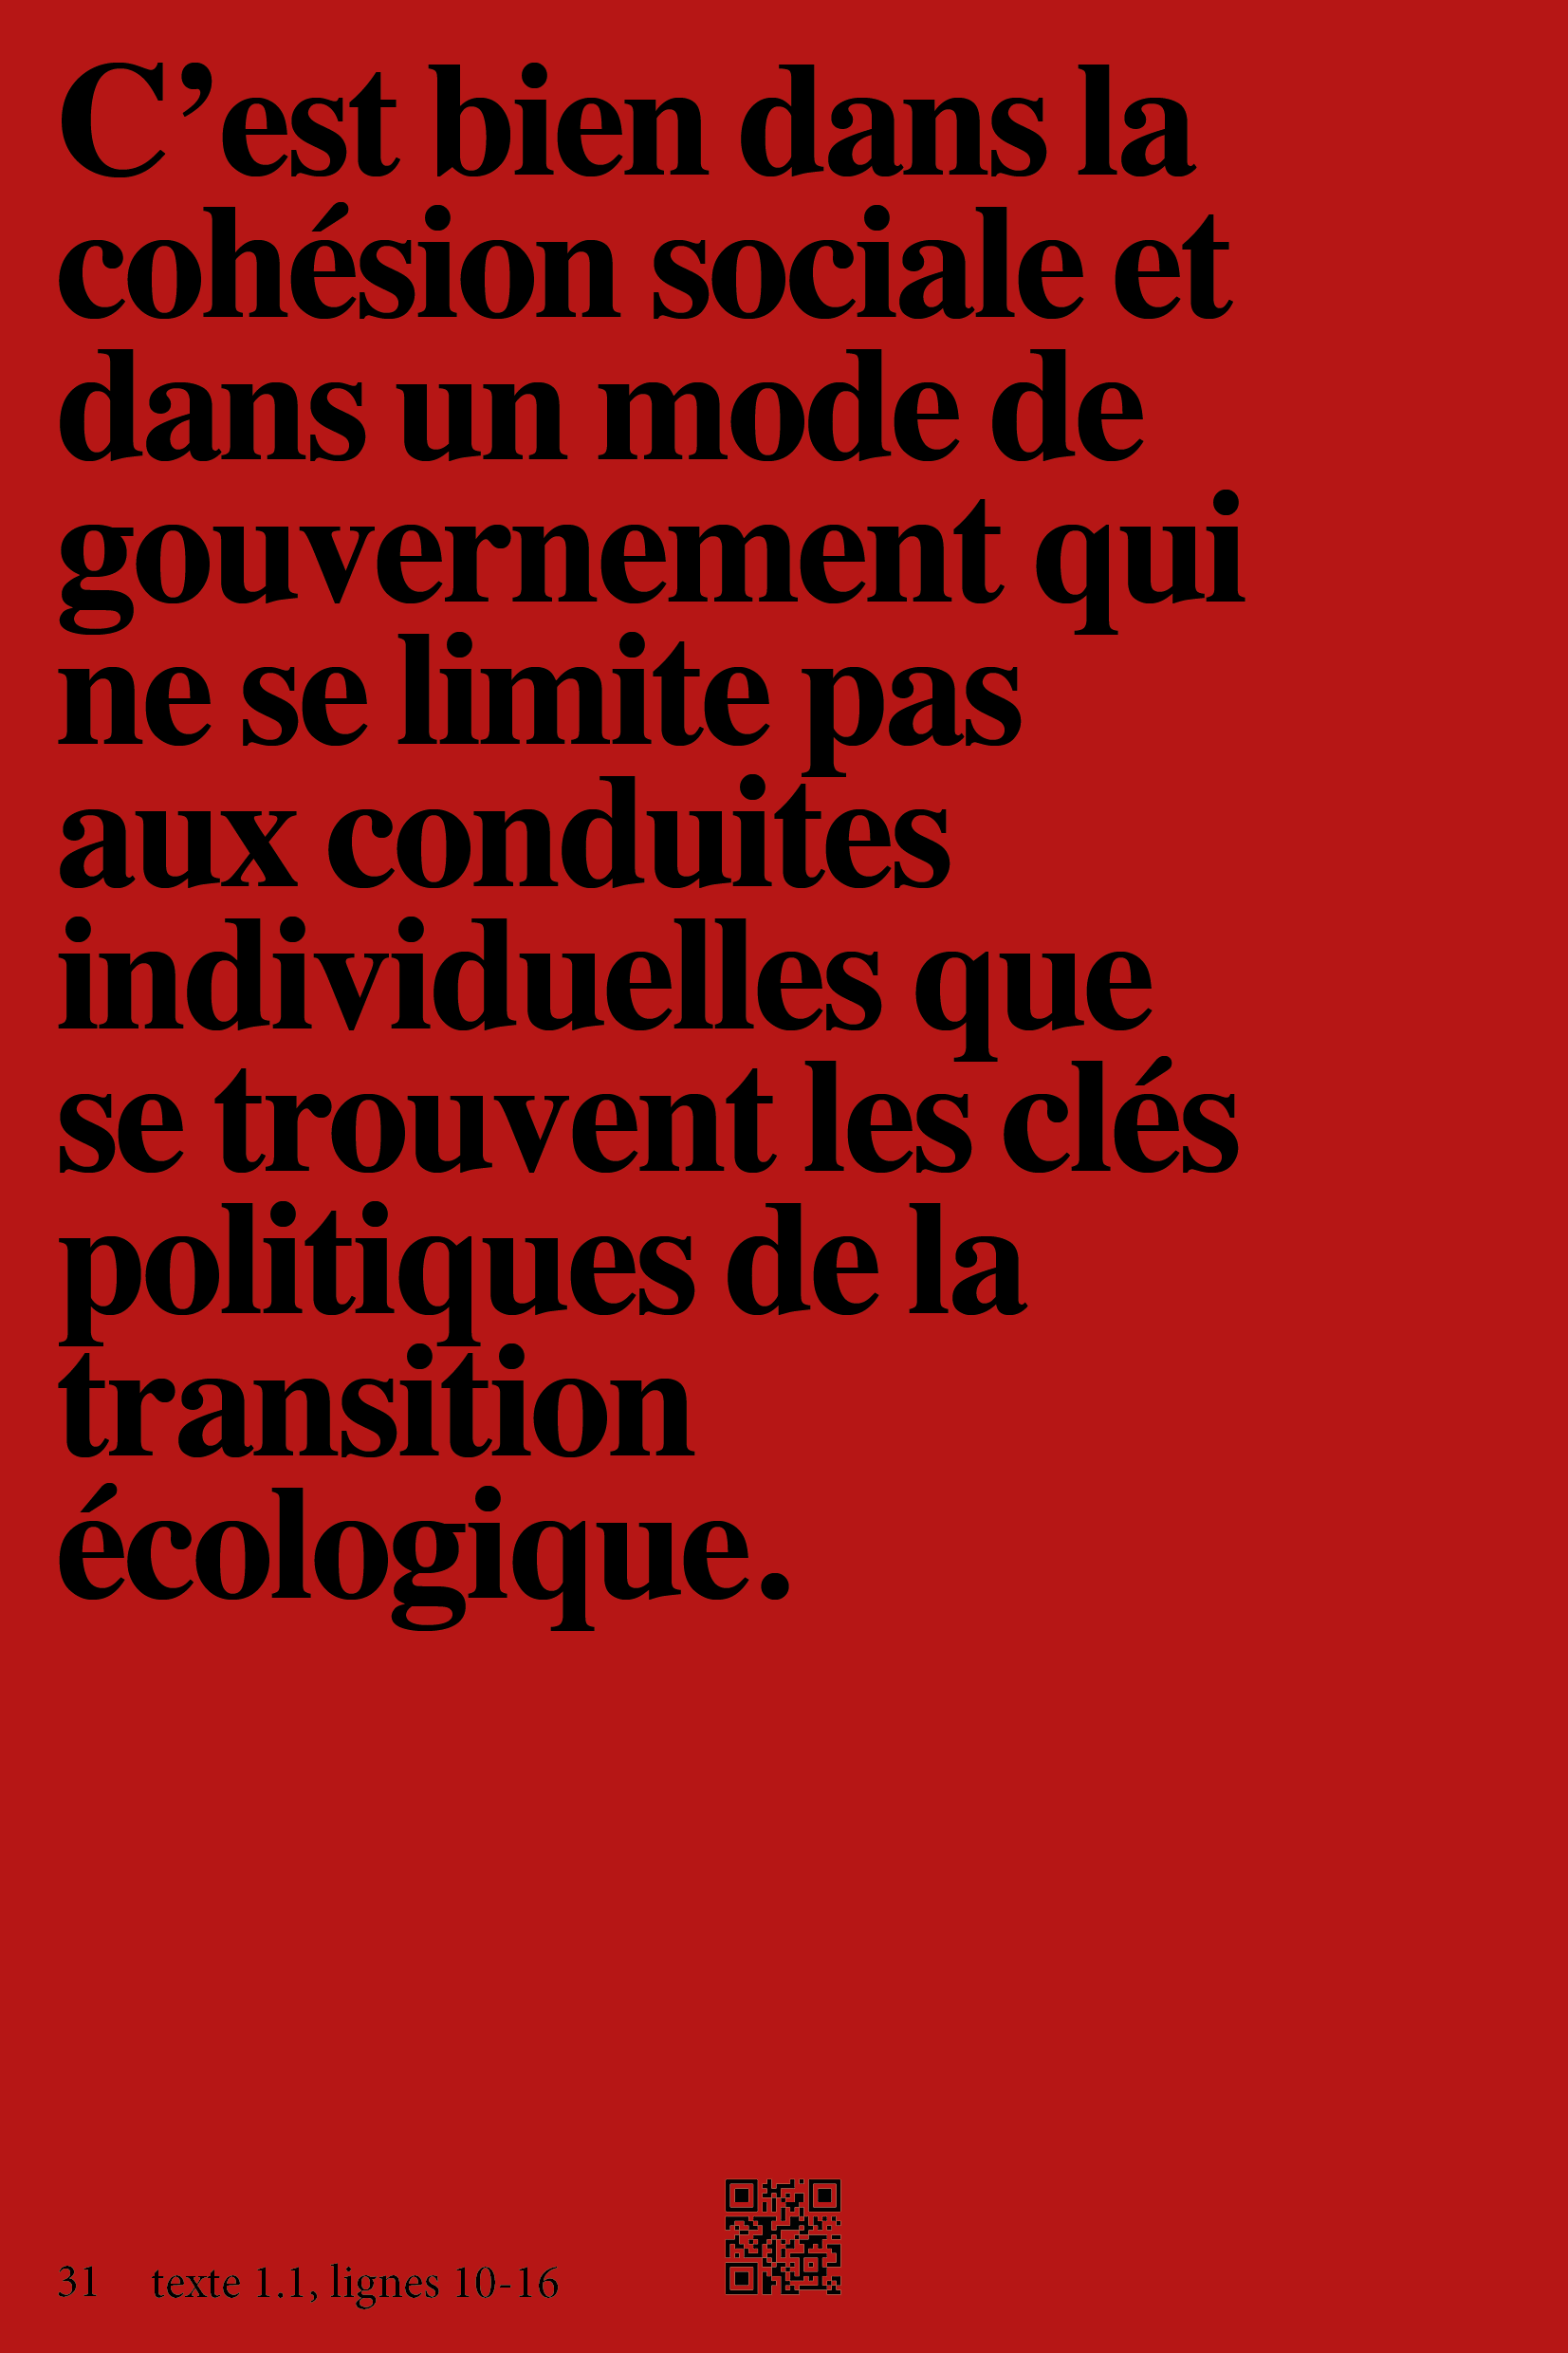 C’est bien dans la
cohésion sociale et
dans un mode de
gouvernement qui
ne se limite pas
aux conduites
individuelles que
se trouvent les clés
politiques de la
transition
écologique.
31 texte 1.1, lignes 10-16